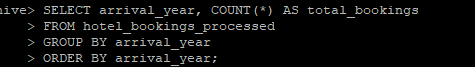 hive> SELECT arrival_year, COUNT(*) AS total_bookings
> FROM hotel_bookings_processed
> GROUP BY arrival_year
> ORDER BY arrival_year;